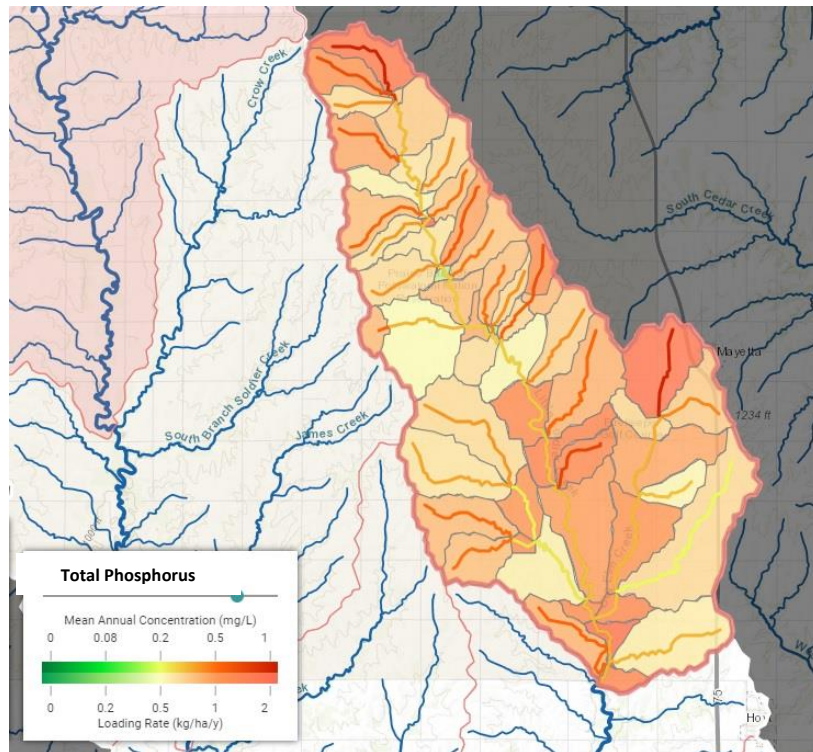 Crow Creek
South Cedar Creek
Mayetta
1234 ft
South Branch Soldier Creek
James Creek
Total Phosphorus
Mean Annual Concentration (mg/L)
0 0.08 0.2 0.5 1
0 0.2 0.5 1 2
Loading Rate (kg/ha/y)
75